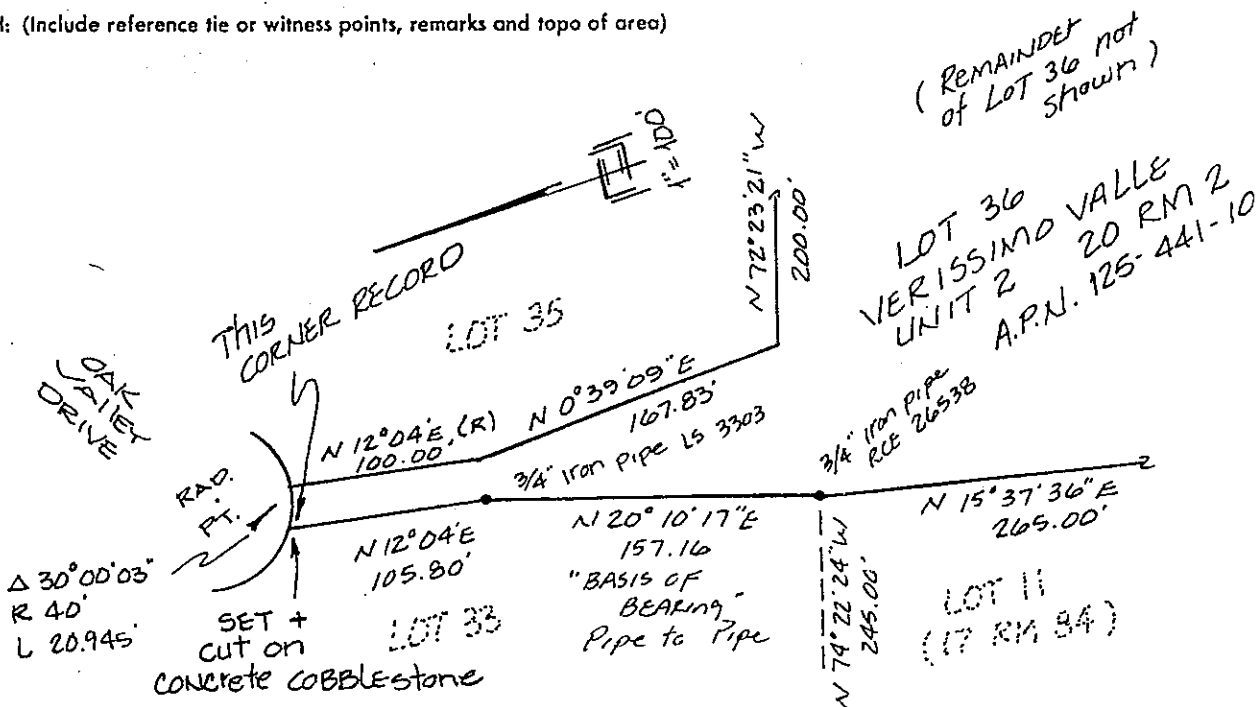 l: (Include reference tie or witness points, remarks and topo of area)
(REMAINDER
of LOT 36 not
shown)
1"=100'
N 72°23'21" W
200.00'
LOT 36
VERISSIMO VALLE
UNIT 2 20 RM 2
A.P.N. 125-441-10
THIS
CORNER RECORD
LOT 35
OAK
VALLEY
DRIVE
N 0°39'09" E
167.83'
N 12°04'E (R)
100.00
3/4" Iron pipe LS 3303
3/4" Iron pipe
RCE 26538
RAD.
PT.
N 12°04'E
105.80'
N 20°10'17"E
157.16
"BASIS OF
BEARING"
Pipe to Pipe
N 15°37'36"E
265.00'
N 74°22'24" W
245.00'
Δ 30°00'03"
R 40'
L 20.945'
SET +
cut on
CONCRETE COBBLESTONE
LOT 33
LOT 11
(17 RM 84)